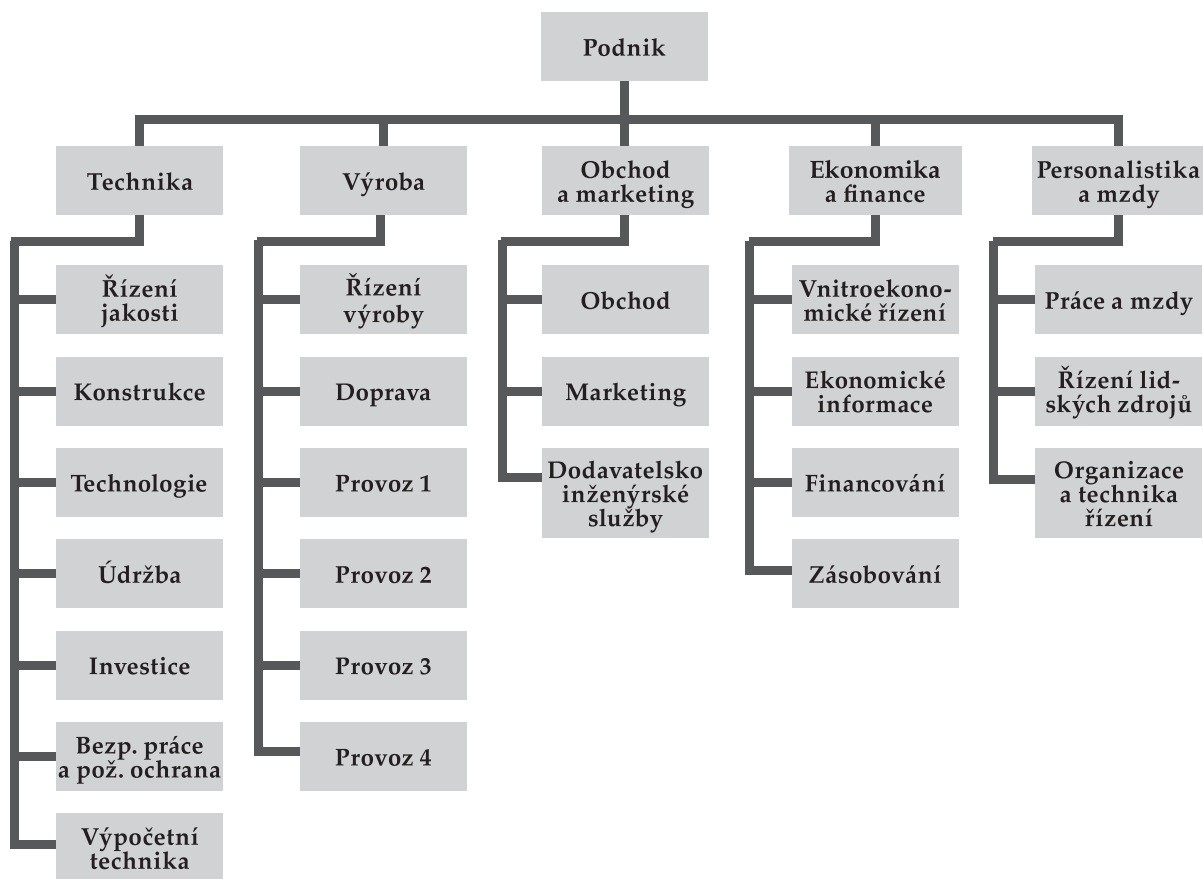 Podnik
Technika
Výroba
Obchod
a marketing
Ekonomika
a finance
Personalistika
a mzdy
Řízení
jakosti
Konstrukce
Technologie
Údržba
Investice
Bezp. práce
a pož. ochrana
Výpočetní
technika
Řízení
výroby
Doprava
Provoz 1
Provoz 2
Provoz 3
Provoz 4
Obchod
Marketing
Dodavatelsko
inženýrské
služby
Vnitroekono-
mické řízení
Ekonomické
informace
Financování
Zásobování
Práce a mzdy
Řízení lid-
ských zdrojů
Organizace
a technika
řízení